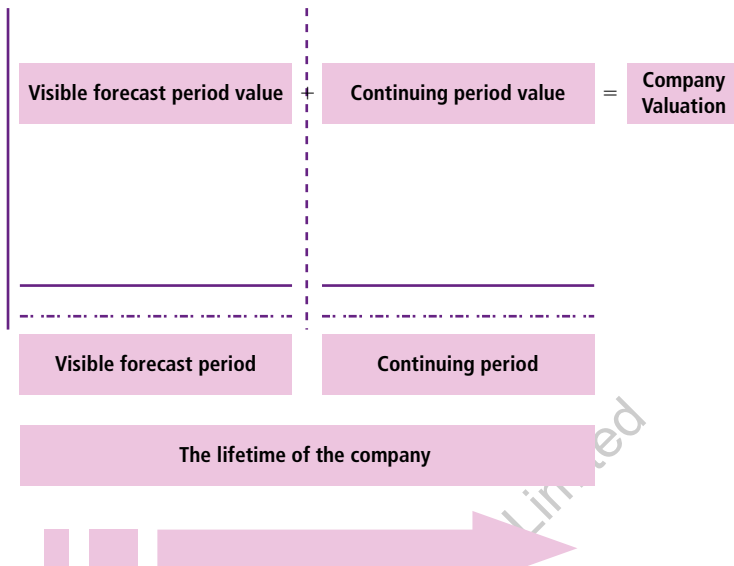 Visible forecast period value + Continuing period value = Company Valuation
Visible forecast period Continuing period
The lifetime of the company